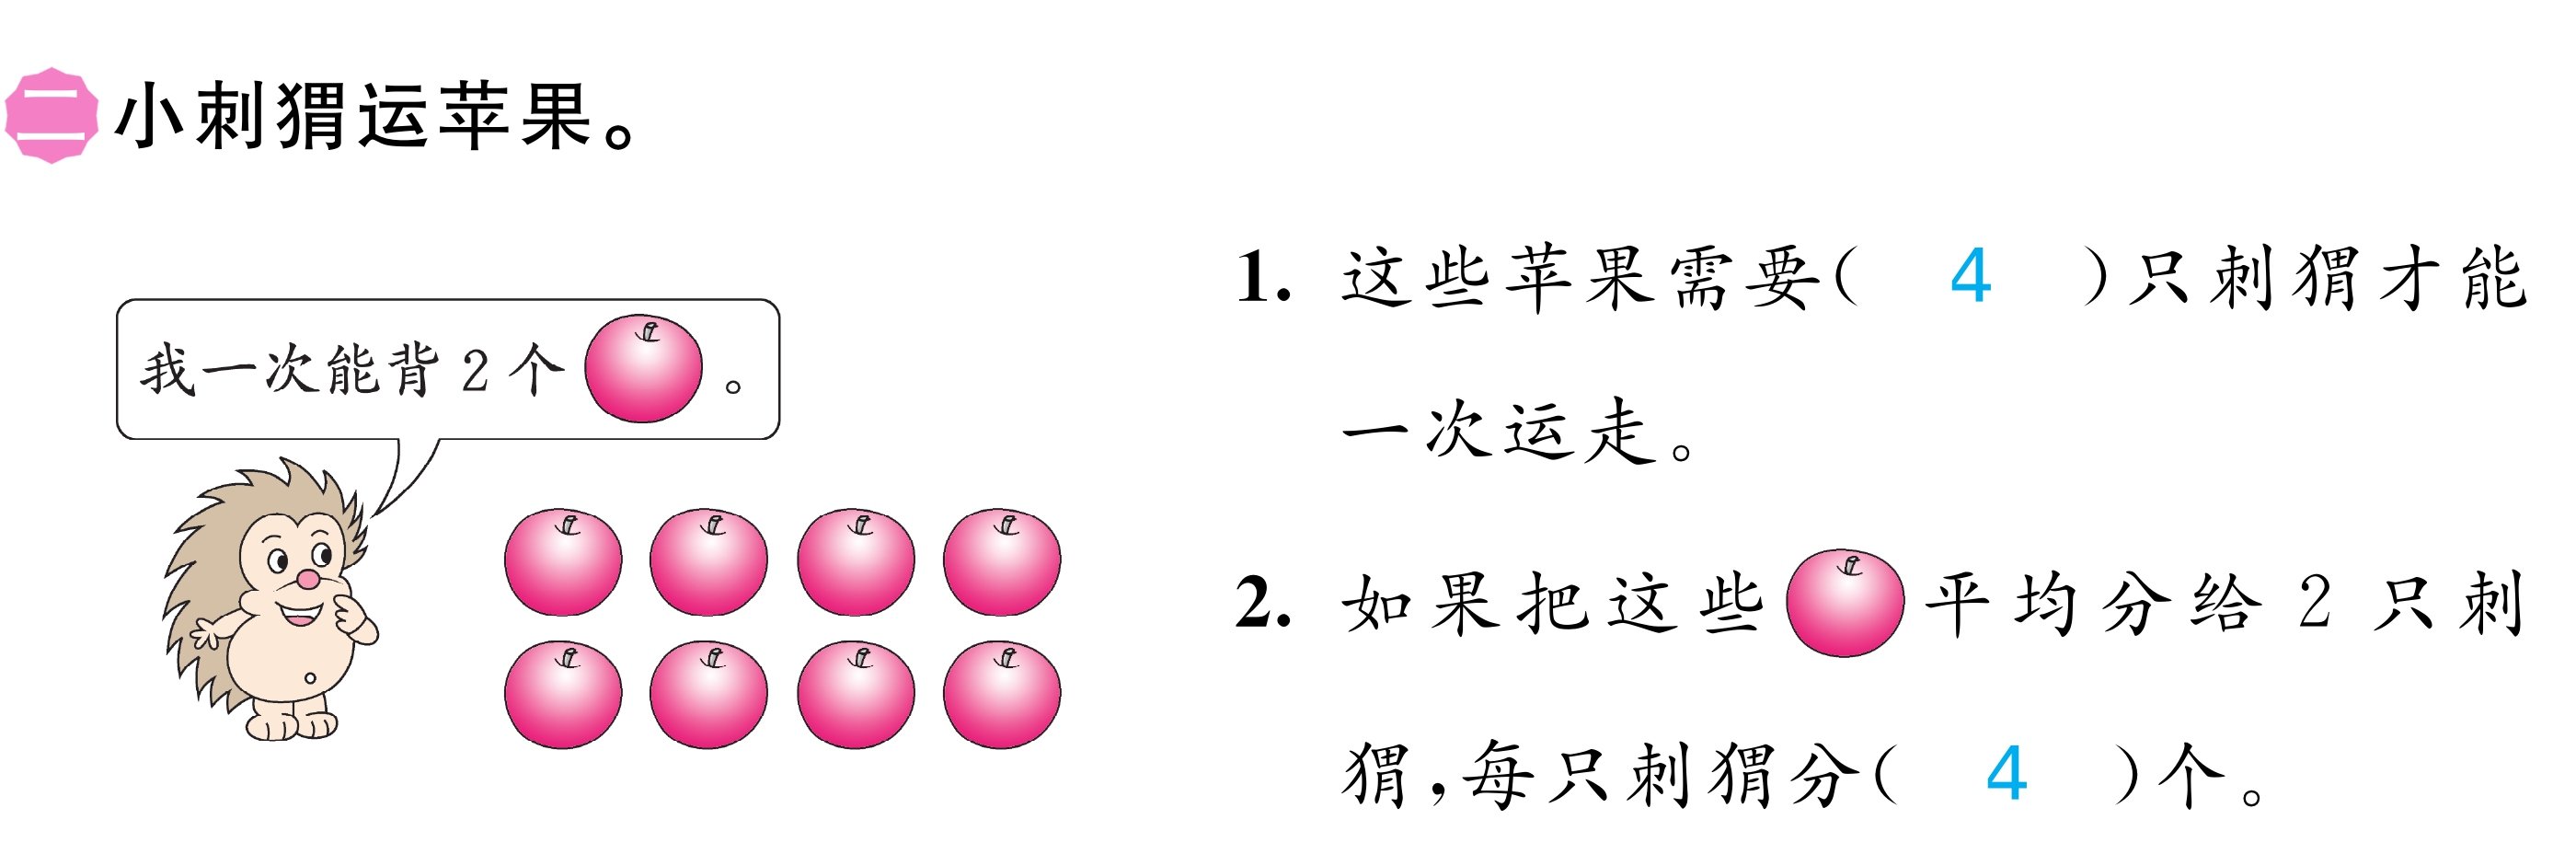 二 小刺猬运苹果。
我一次能背 2 个 。
1. 这些苹果需要( 4 )只刺猬才能
一次运走。
2. 如果把这些 平均分给 2 只刺
猬,每只刺猬分( 4 )个。